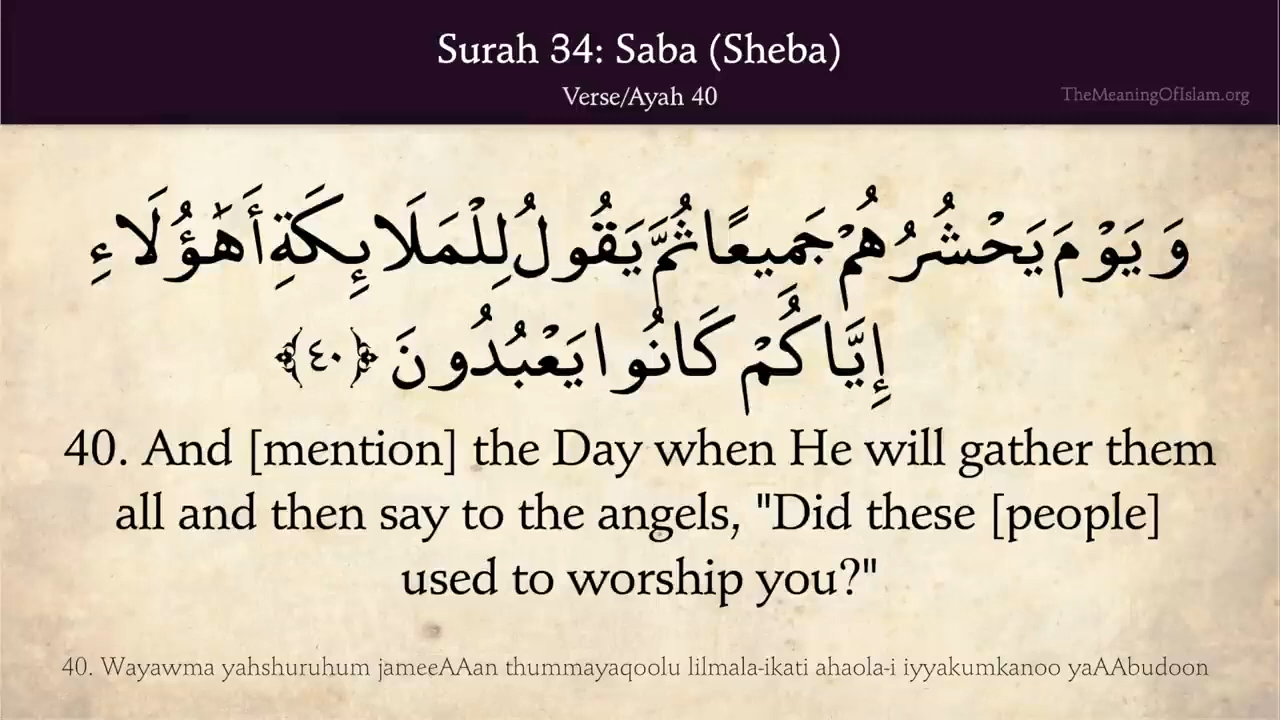 Surah 34: Saba (Sheba)
Verse/Ayah 40
TheMeaningOfIslam.org
وَيَوْمَ يَحْشُرُهُمْ جَمِيعًا ثُمَّ يَقُولُ لِلْمَلَائِكَةِ أَهَٰؤُلَاءِ
إِيَّاكُمْ كَانُوا يَعْبُدُونَ ﴿٤٠﴾
40. And [mention] the Day when He will gather them
all and then say to the angels, "Did these [people]
used to worship you?"
40. Wayawma yahshuruhum jameeAAan thummayaqoolu lilmala-ikati ahaola-i iyyakumkanoo yaAAbudoon